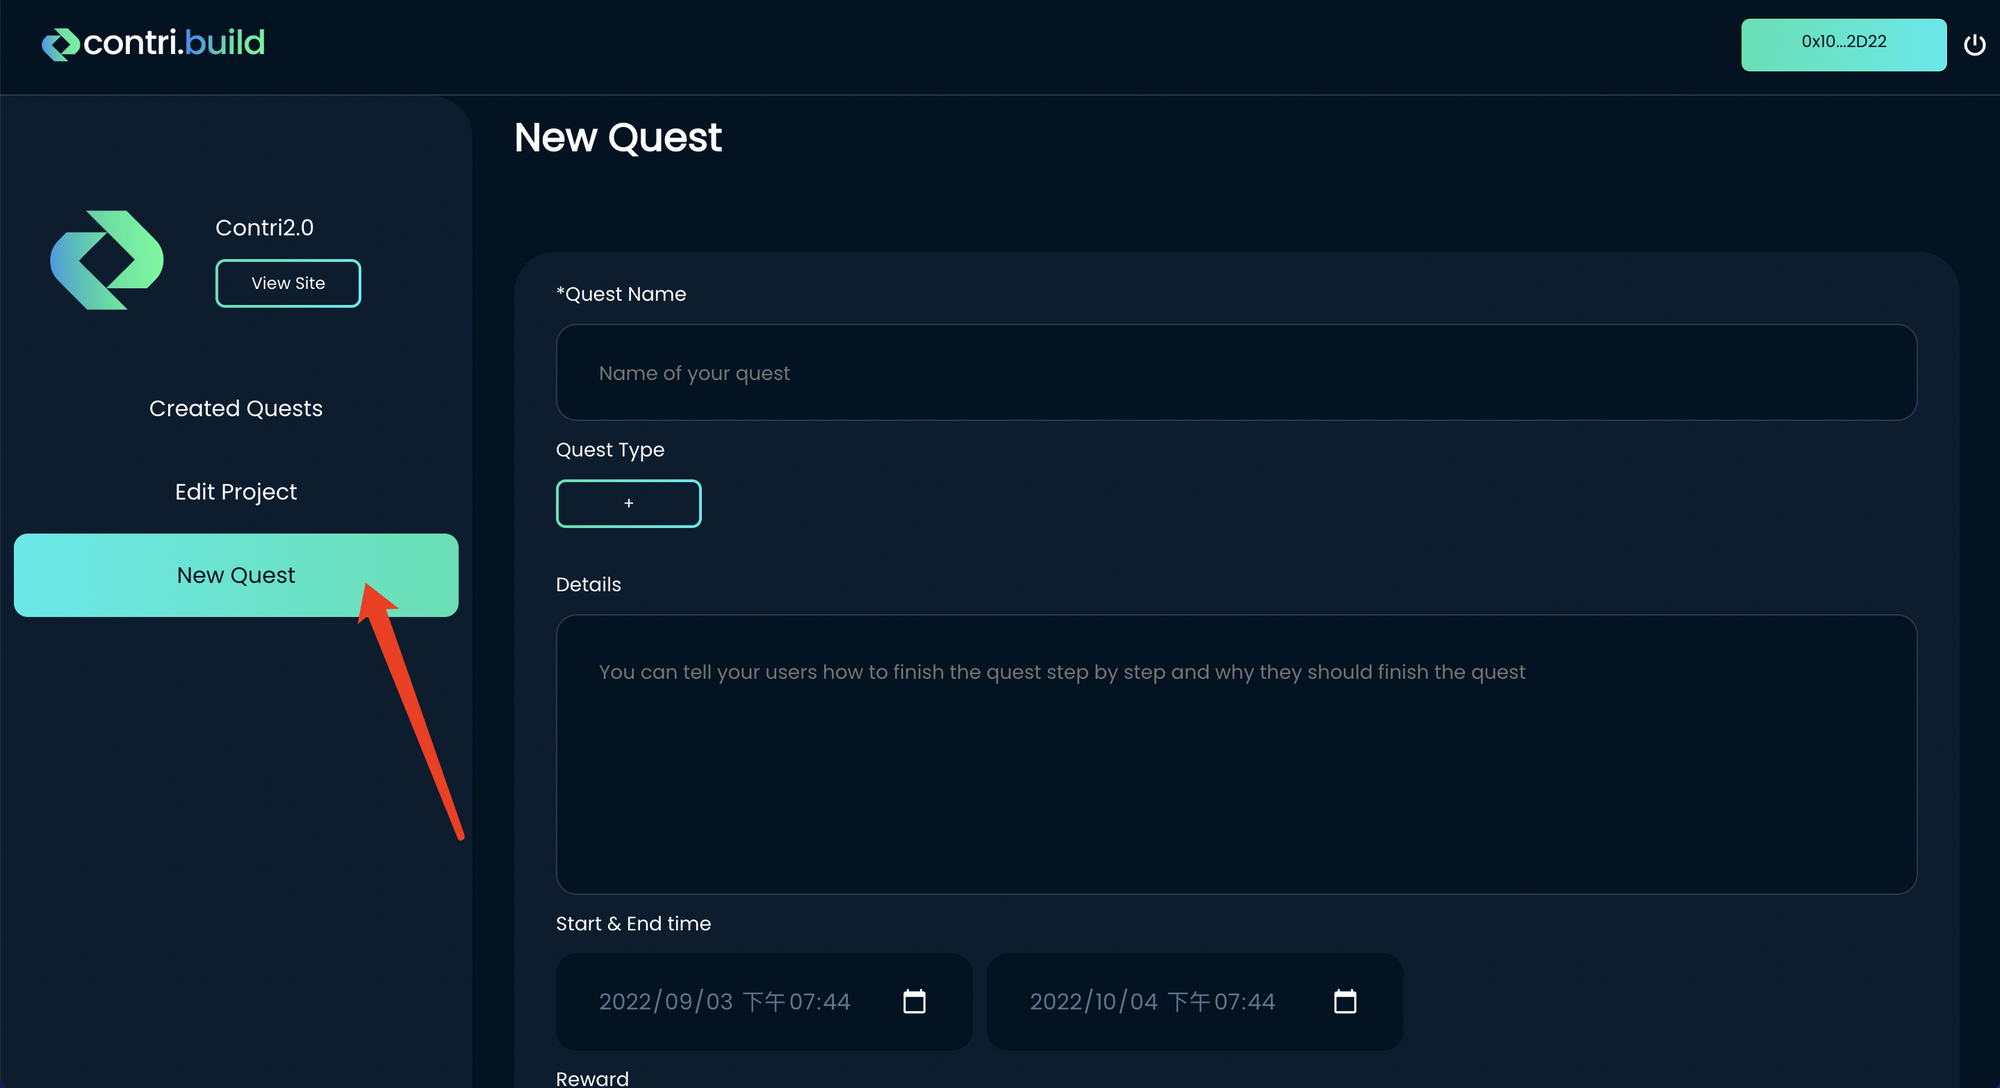 contri.build
0x10...2D22
New Quest
Contri2.0
View Site
Created Quests
Edit Project
New Quest
*Quest Name
Name of your quest
Quest Type
+
Details
You can tell your users how to finish the quest step by step and why they should finish the quest
Start & End time
2022/09/03 下午07:44
2022/10/04 下午07:44
Reward